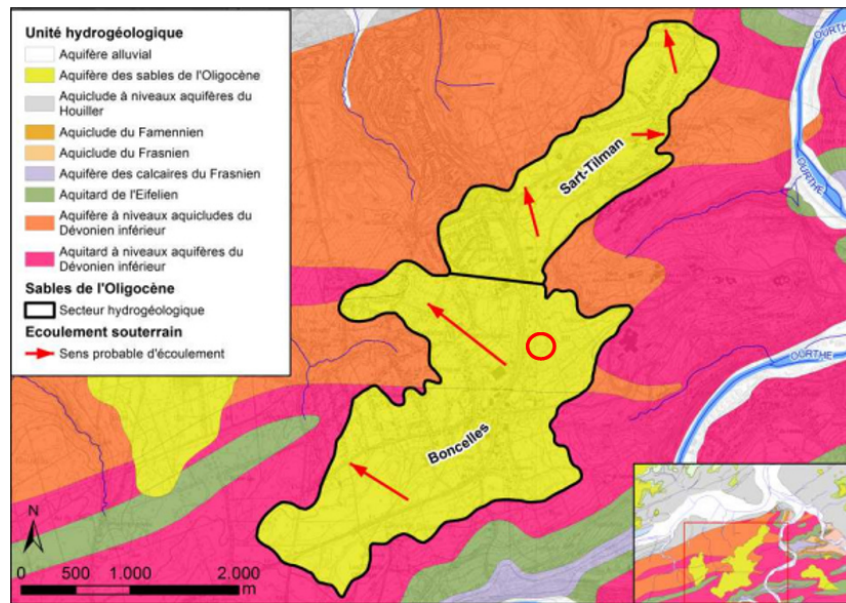 Unité hydrogéologique
Aquifère alluvial
Aquifère des sables de l'Oligocène
Aquiclude à niveaux aquifères du
Houiller
Aquiclude du Famennien
Aquiclude du Frasnien
Aquifère des calcaires du Frasnien
Aquitard de l'Eifelien
Aquifère à niveaux aquicludes du
Dévonien inférieur
Aquitard à niveaux aquifères du
Dévonien inférieur
Sables de l'Oligocène
Secteur hydrogéologique
Ecoulement souterrain
Sens probable d'écoulement
OURTHE
OURTHE
Sart-Tilman
OURTHE
Boncelles
N
0 500 1.000 2.000
m